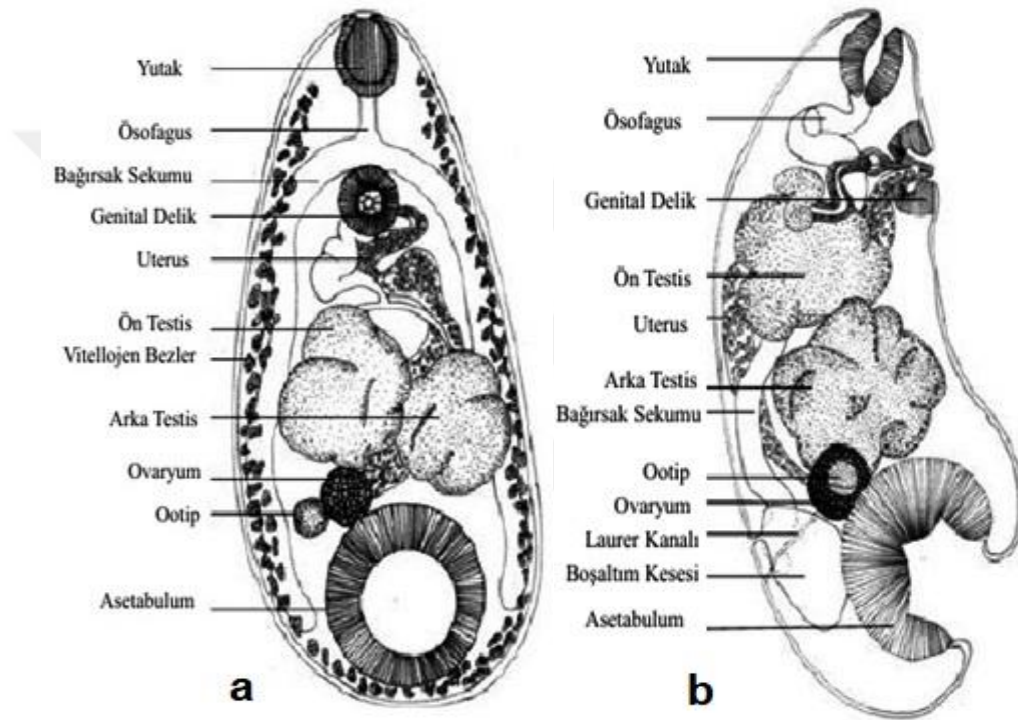 Yutak
Ösofagus
Bağırsak Sekumu
Genital Delik
Uterus
Ön Testis
Vitellojen Bezler
Arka Testis
Ovaryum
Ootip
Asetabulum
a
Yutak
Ösofagus
Genital Delik
Ön Testis
Uterus
Arka Testis
Bağırsak Sekumu
Ootip
Ovaryum
Laurer Kanalı
Boşaltım Kesesi
Asetabulum
b